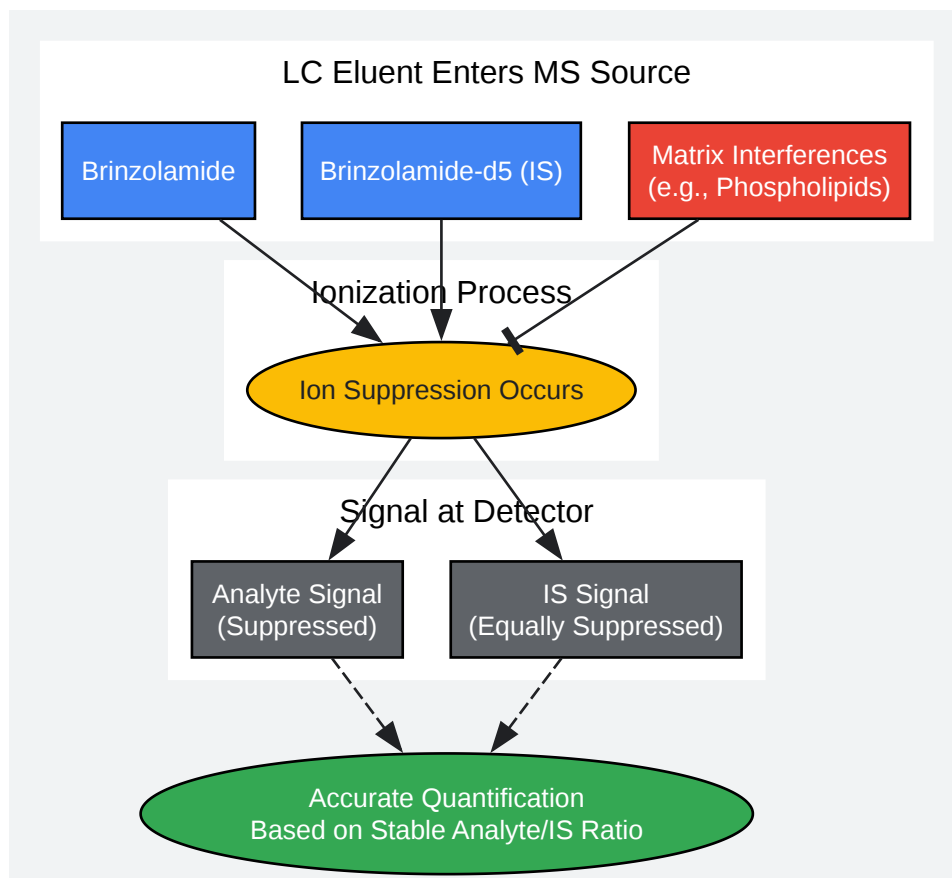 LC Eluent Enters MS Source
Brinzolamide
Brinzolamide-d5 (IS)
Matrix Interferences
(e.g., Phospholipids)
Ionization Process
Ion Suppression Occurs
Signal at Detector
Analyte Signal
(Suppressed)
IS Signal
(Equally Suppressed)
Accurate Quantification
Based on Stable Analyte/IS Ratio